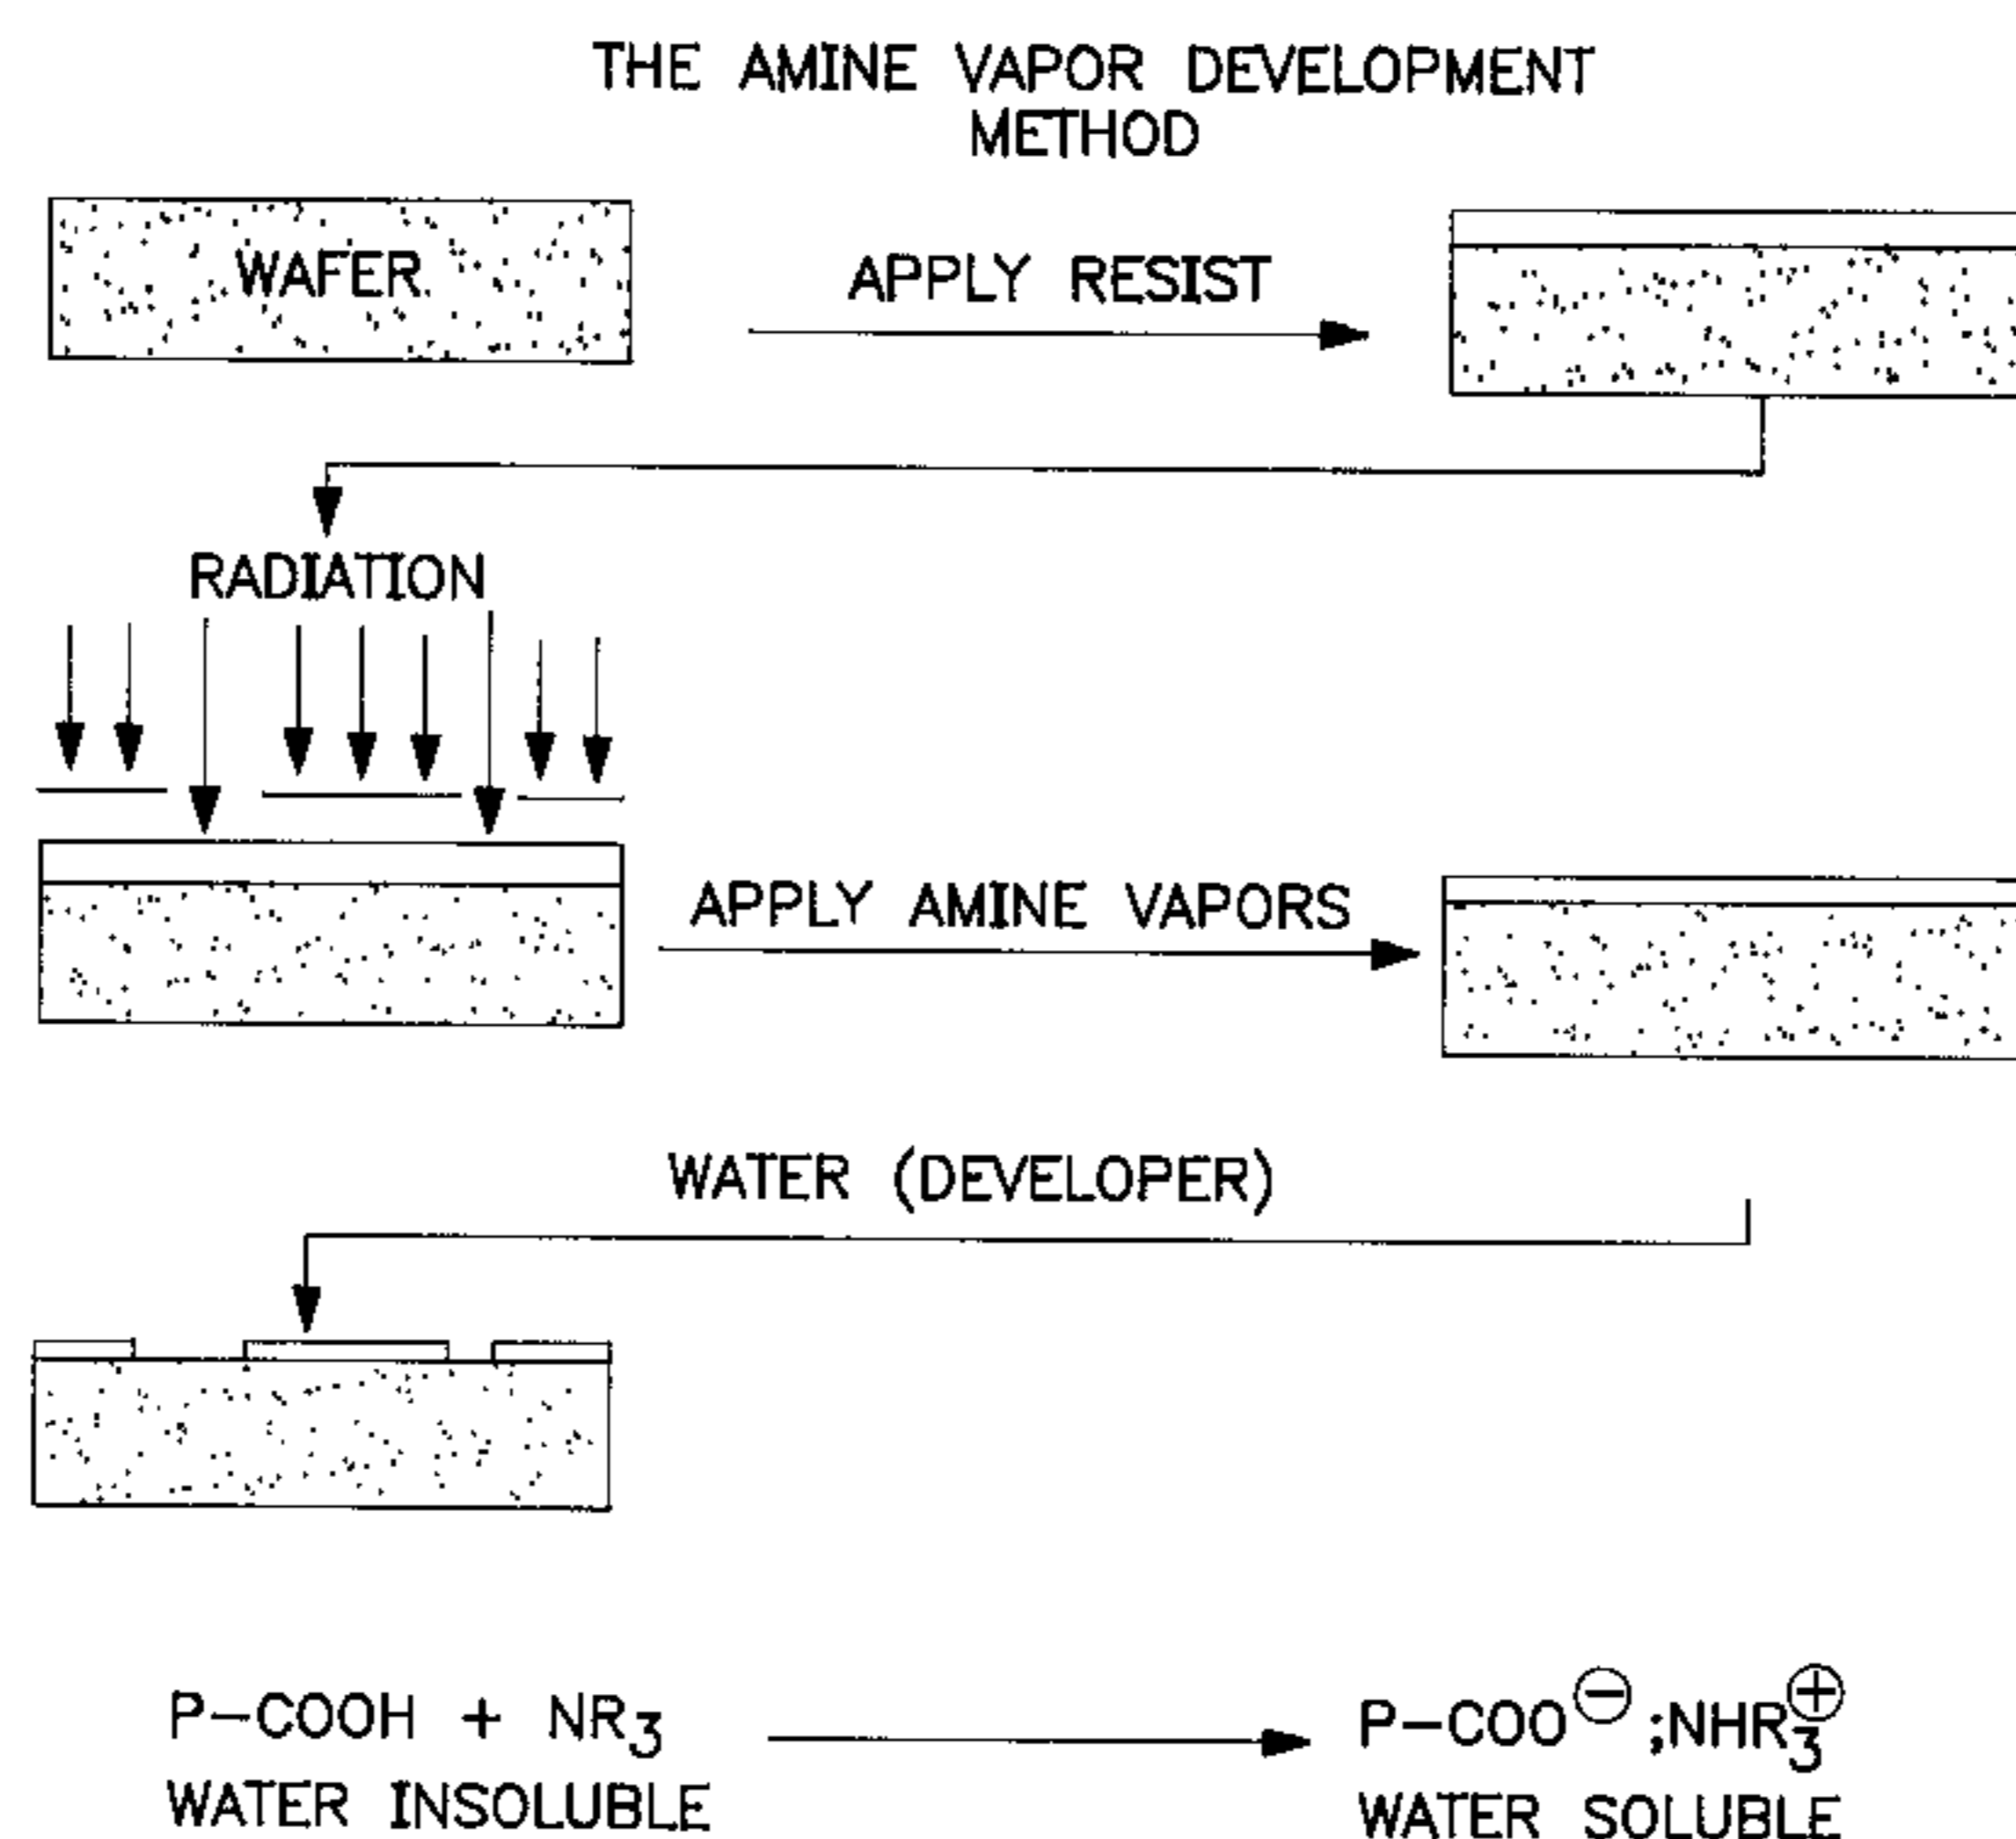 THE AMINE VAPOR DEVELOPMENT
METHOD
WAFER
APPLY RESIST
RADIATION
APPLY AMINE VAPORS
WATER (DEVELOPER)
P-COOH + NR₃ P-COO⊖ ;NHR₃⊕
WATER INSOLUBLE WATER SOLUBLE